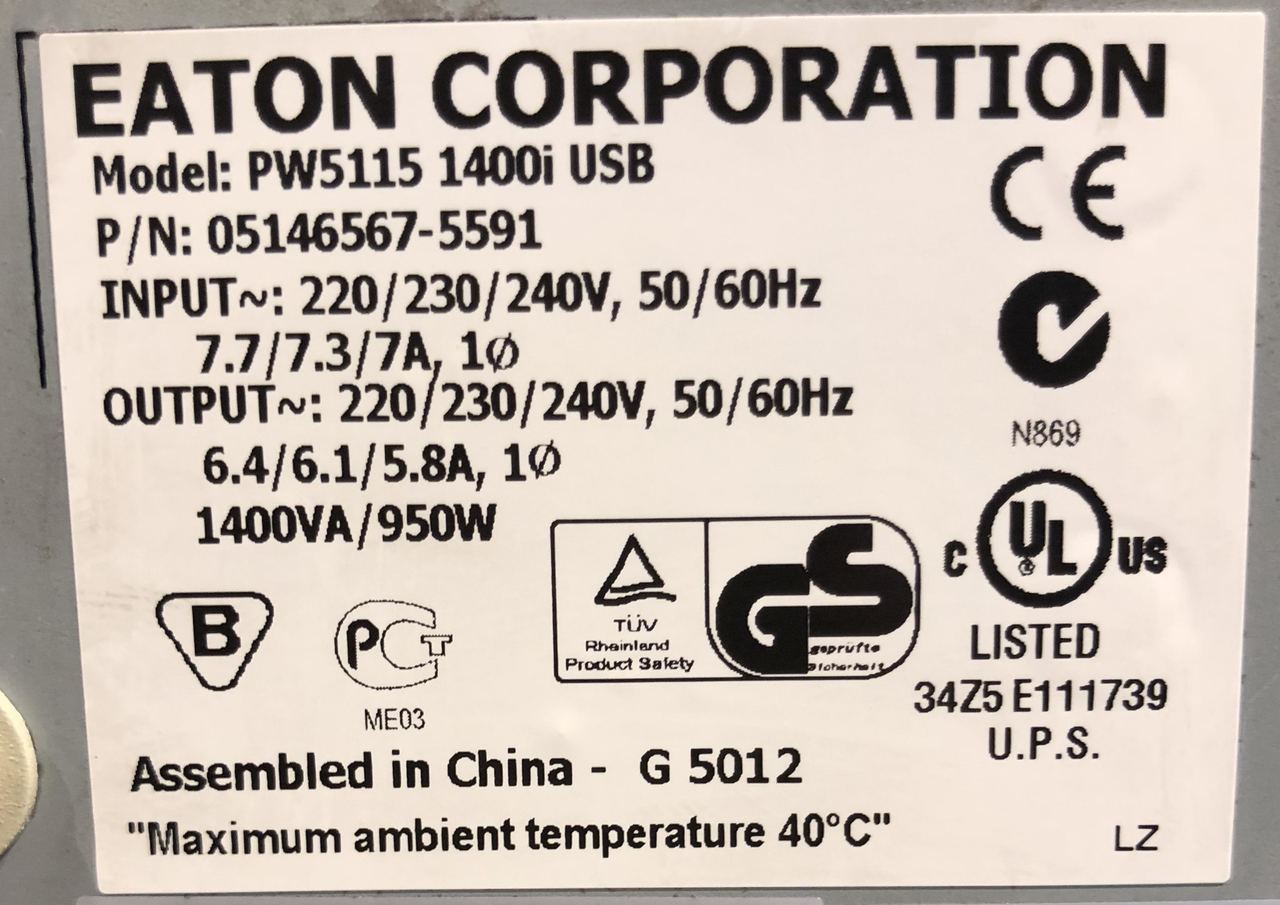 EATON CORPORATION
Model: PW5115 1400i USB
P/N: 05146567-5591
INPUT~: 220/230/240V, 50/60Hz
7.7/7.3/7A, 1Ø
OUTPUT~: 220/230/240V, 50/60Hz
6.4/6.1/5.8A, 1Ø
1400VA/950W
CE
N869
C UL US
LISTED
34Z5 E111739
U.P.S.
TÜV
Rheinland
Product Safety
GS
geprüfte
Sicherheit
B
PCT
ME03
Assembled in China - G 5012
"Maximum ambient temperature 40°C"
LZ